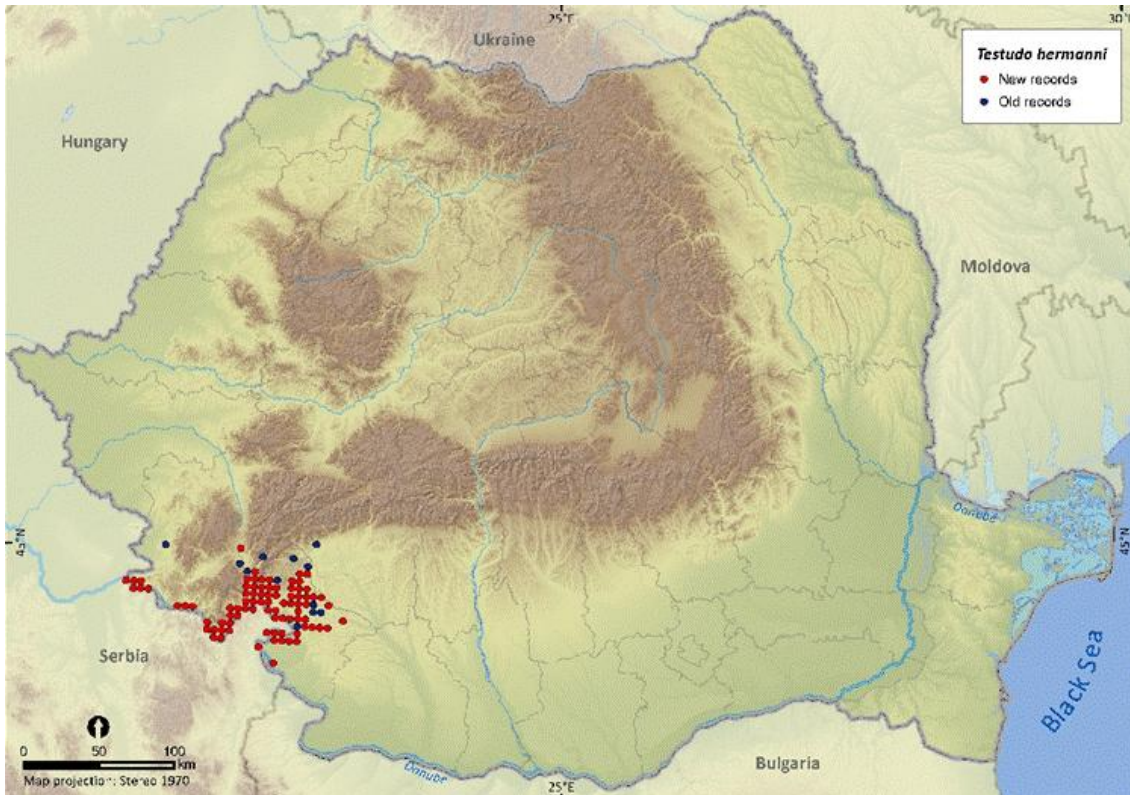 25°E
30°E
Ukraine
Testudo hermanni
New records
Old records
Hungary
Moldova
Danube
45°N
45°N
Serbia
Black Sea
0 50 100
km
Map projection: Stereo 1970
Bulgaria
Danube
25°E